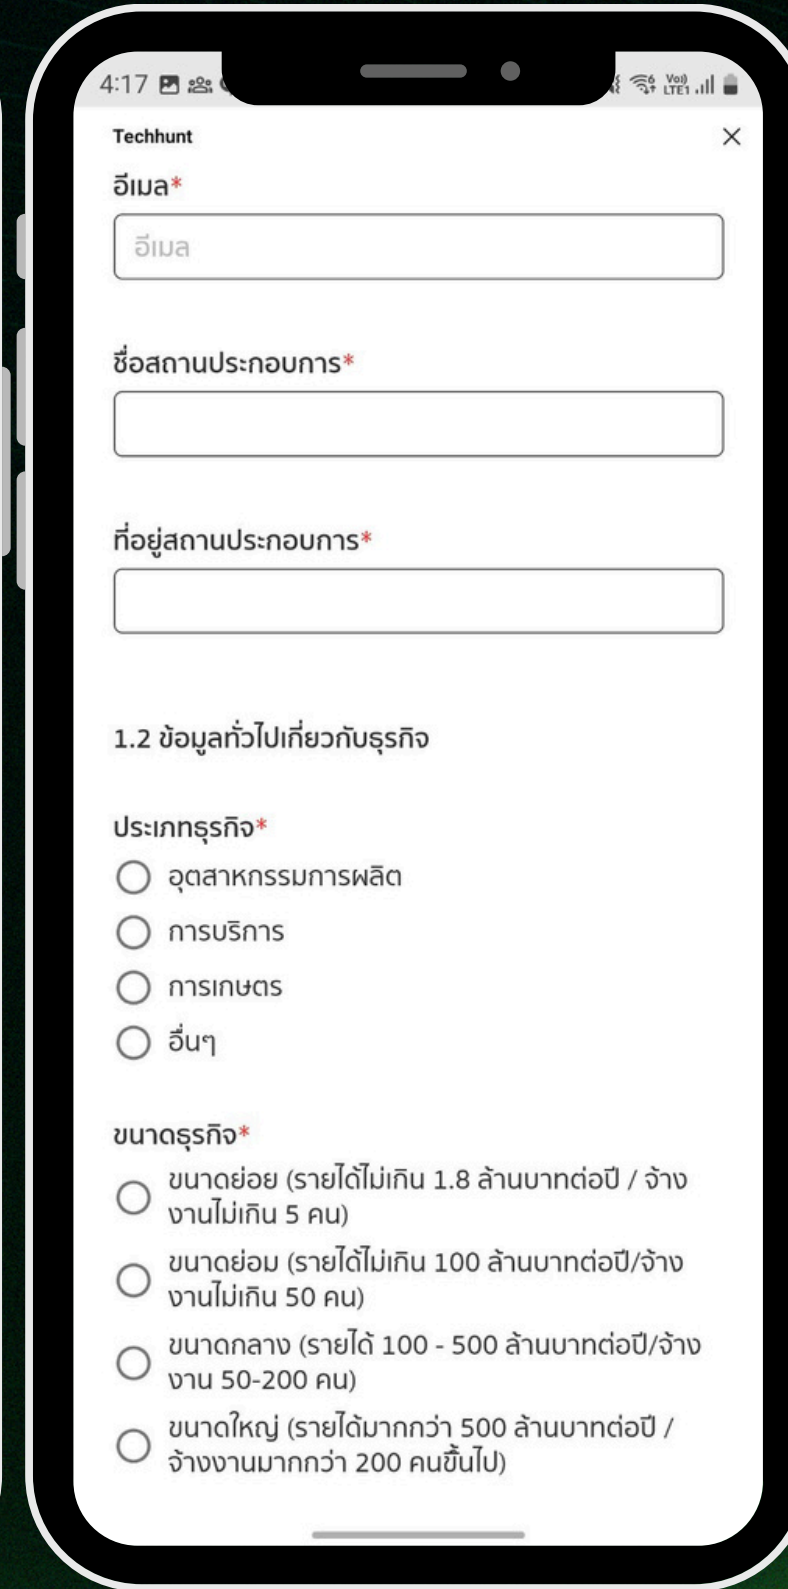 4:17
Vo))
LTE1
Techhunt
อีเมล*
อีเมล
ชื่อสถานประกอบการ*
ที่อยู่สถานประกอบการ*
1.2 ข้อมูลทั่วไปเกี่ยวกับธุรกิจ
ประเภทธุรกิจ*
อุตสาหกรรมการผลิต
การบริการ
การเกษตร
อื่นๆ
ขนาดธุรกิจ*
ขนาดย่อย (รายได้ไม่เกิน 1.8 ล้านบาทต่อปี / จ้าง
งานไม่เกิน 5 คน)
ขนาดย่อม (รายได้ไม่เกิน 100 ล้านบาทต่อปี/จ้าง
งานไม่เกิน 50 คน)
ขนาดกลาง (รายได้ 100 - 500 ล้านบาทต่อปี/จ้าง
งาน 50-200 คน)
ขนาดใหญ่ (รายได้มากกว่า 500 ล้านบาทต่อปี /
จ้างงานมากกว่า 200 คนขึ้นไป)